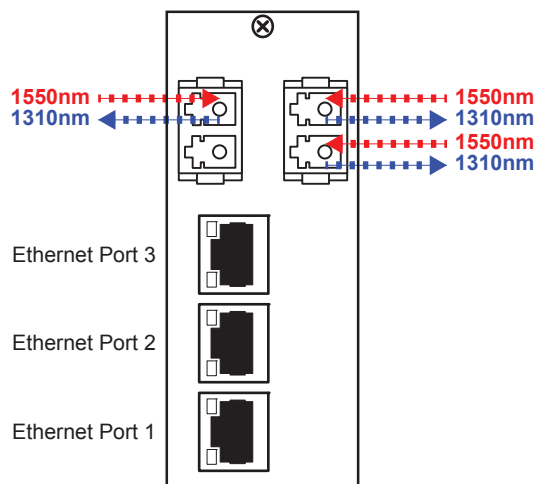 1550nm
1310nm
1550nm
1310nm
1550nm
1310nm
Ethernet Port 3
Ethernet Port 2
Ethernet Port 1